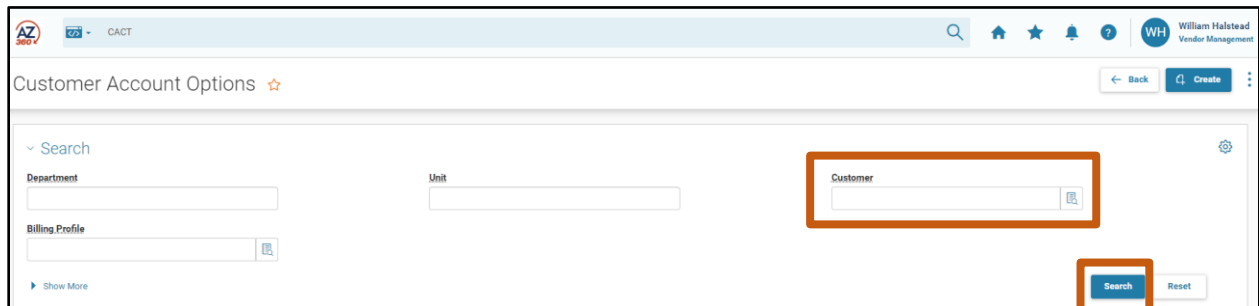 AZ
360
CACT
WH
William Halstead
Vendor Management
Customer Account Options
Back
Create
Search
Department
Unit
Customer
Billing Profile
Show More
Search
Reset